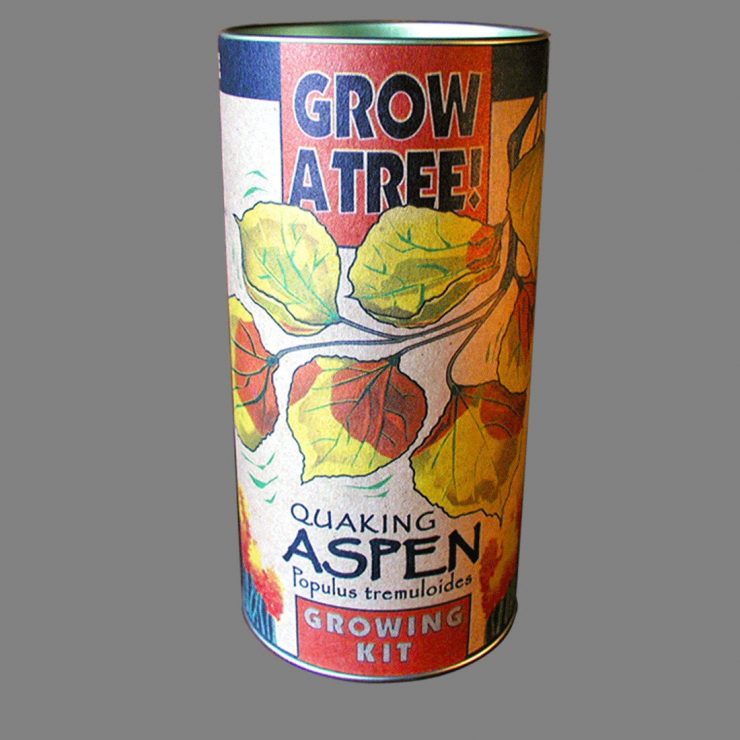 GROW
A TREE!
QUAKING
ASPEN
Populus tremuloides
GROWING
KIT